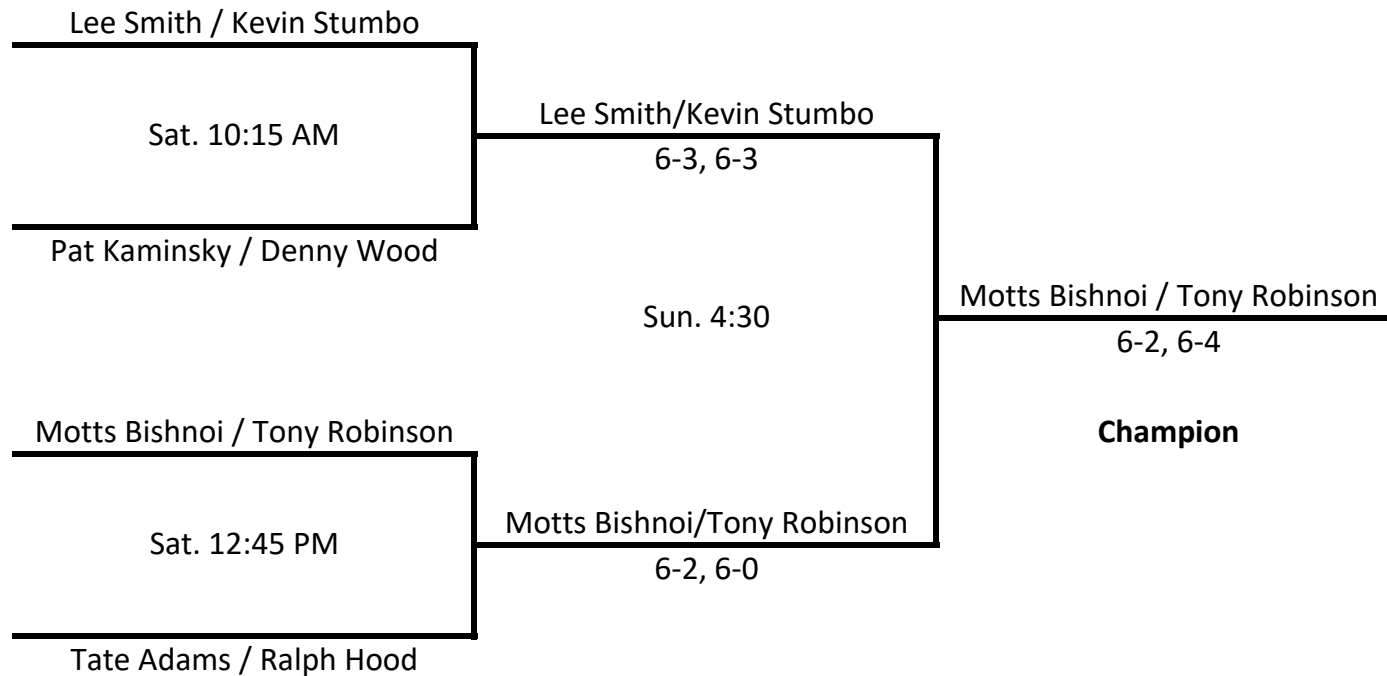 Lee Smith / Kevin Stumbo
Sat. 10:15 AM
Lee Smith/Kevin Stumbo
6-3, 6-3
Pat Kaminsky / Denny Wood
Sun. 4:30
Motts Bishnoi / Tony Robinson
6-2, 6-4
Champion
Motts Bishnoi / Tony Robinson
Sat. 12:45 PM
Motts Bishnoi/Tony Robinson
6-2, 6-0
Tate Adams / Ralph Hood